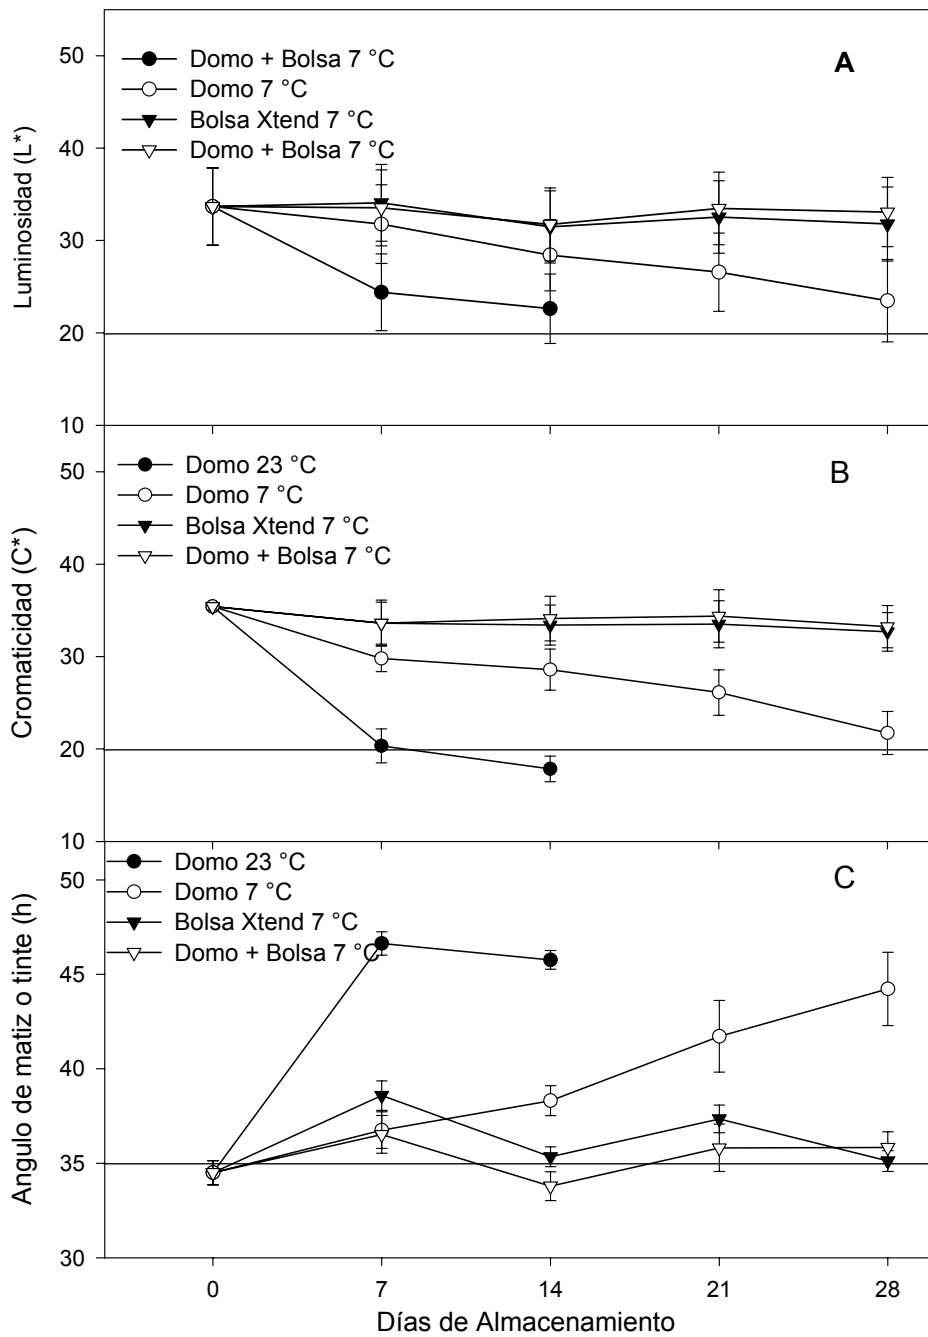 50
Domo + Bolsa 7 °C
A
Domo 7 °C
Bolsa Xtend 7 °C
40
Domo + Bolsa 7 °C
Luminosidad (L*)
30
20
10
Domo 23 °C
B
50
Domo 7 °C
Bolsa Xtend 7 °C
40
Domo + Bolsa 7 °C
Cromaticidad (C*)
30
20
10
Domo 23 °C
C
50
Domo 7 °C
Bolsa Xtend 7 °C
Domo + Bolsa 7 °C
45
Angulo de matiz o tinte (h)
40
35
30
0 7 14 21 28
Días de Almacenamiento